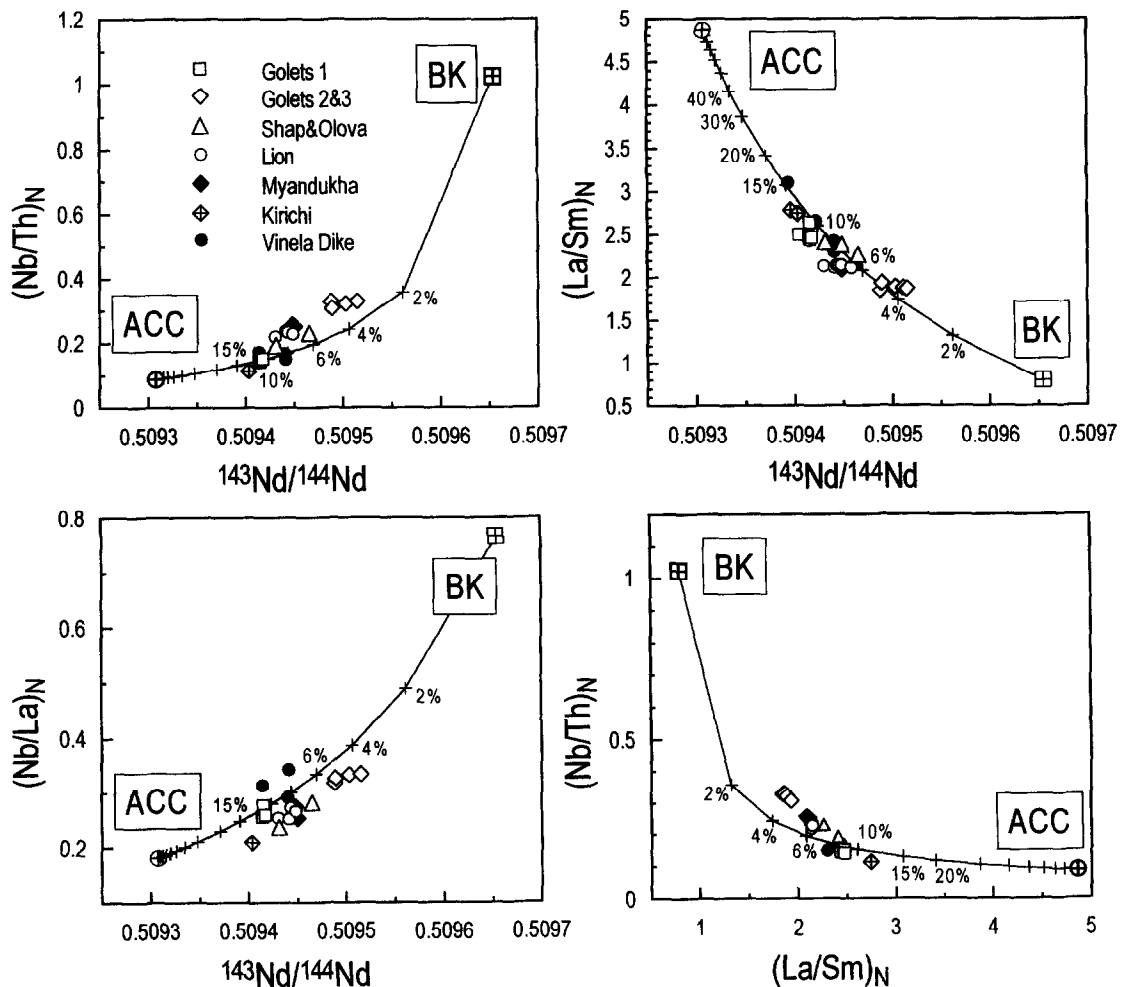 1.2
1
0.8
0.6
0.4
0.2
0
(Nb/Th)N
Golets 1
Golets 2&3
Shap&Olova
Lion
Myandukha
Kirichi
Vinela Dike
BK
ACC
15%
10%
6%
4%
2%
0.5093 0.5094 0.5095 0.5096 0.5097
¹⁴³Nd/¹⁴⁴Nd
5
4.5
4
3.5
3
2.5
2
1.5
1
0.5
(La/Sm)N
ACC
40%
30%
20%
15%
10%
6%
4%
2%
BK
0.5093 0.5094 0.5095 0.5096 0.5097
¹⁴³Nd/¹⁴⁴Nd
0.8
0.6
0.4
0.2
(Nb/La)N
BK
2%
6%
4%
ACC
15%
0.5093 0.5094 0.5095 0.5096 0.5097
¹⁴³Nd/¹⁴⁴Nd
1
0.5
0
(Nb/Th)N
BK
2%
4%
6%
10%
15%
20%
ACC
1 2 3 4 5
(La/Sm)N